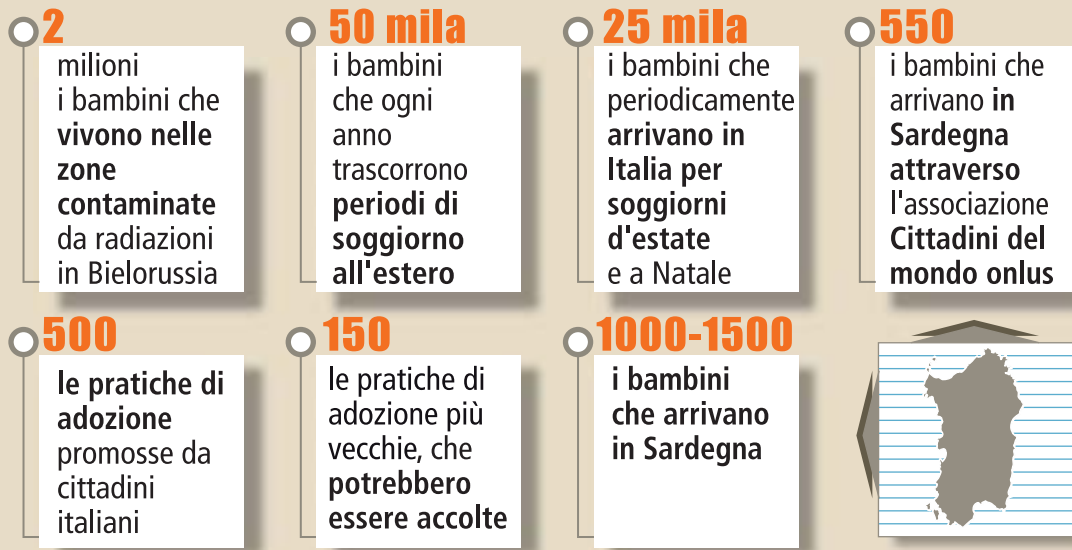 2
milioni
i bambini che
vivono nelle
zone
contaminate
da radiazioni
in Bielorussia
50 mila
i bambini
che ogni
anno
trascorrono
periodi di
soggiorno
all'estero
25 mila
i bambini che
periodicamente
arrivano in
Italia per
soggiorni
d'estate
e a Natale
550
i bambini che
arrivano in
Sardegna
attraverso
l'associazione
Cittadini del
mondo onlus
500
le pratiche di
adozione
promosse da
cittadini
italiani
150
le pratiche di
adozione più
vecchie, che
potrebbero
essere accolte
1000-1500
i bambini
che arrivano
in Sardegna